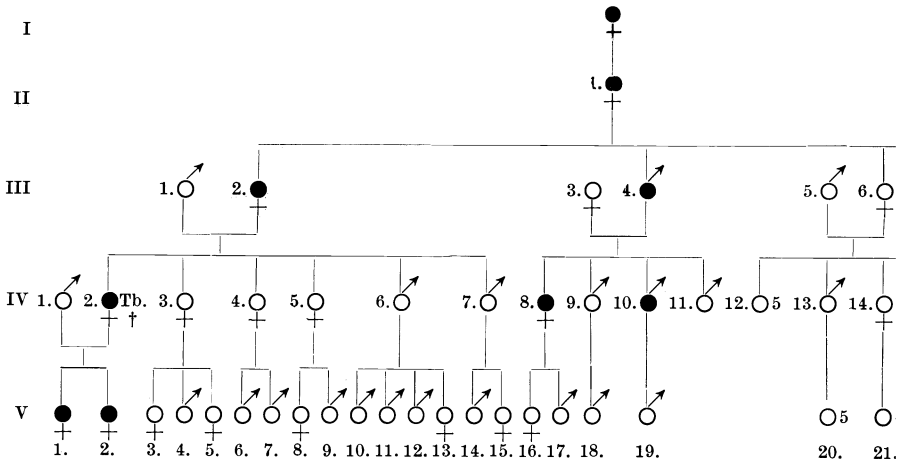 I
1.
II
III 1. 2. 3. 4. 5. 6.
IV 1. 2. Tb. 3. 4. 5. 6. 7. 8. 9. 10. 11. 12. 5 13. 14.
†
V 5
1. 2. 3. 4. 5. 6. 7. 8. 9. 10. 11. 12. 13. 14. 15. 16. 17. 18. 19. 20. 21.